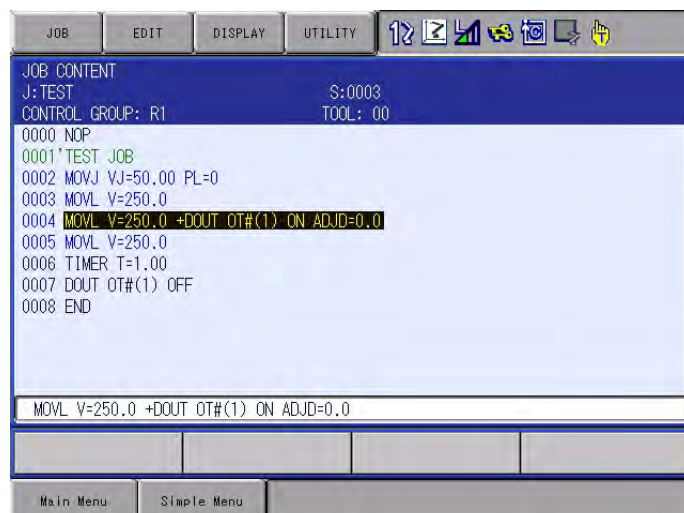 JOB EDIT DISPLAY UTILITY
JOB CONTENT
J:TEST S:0003
CONTROL GROUP: R1 TOOL: 00
0000 NOP
0001'TEST JOB
0002 MOVJ VJ=50.00 PL=0
0003 MOVL V=250.0
0004 MOVL V=250.0 +DOUT OT#(1) ON ADJD=0.0
0005 MOVL V=250.0
0006 TIMER T=1.00
0007 DOUT OT#(1) OFF
0008 END
MOVL V=250.0 +DOUT OT#(1) ON ADJD=0.0
Main Menu Simple Menu